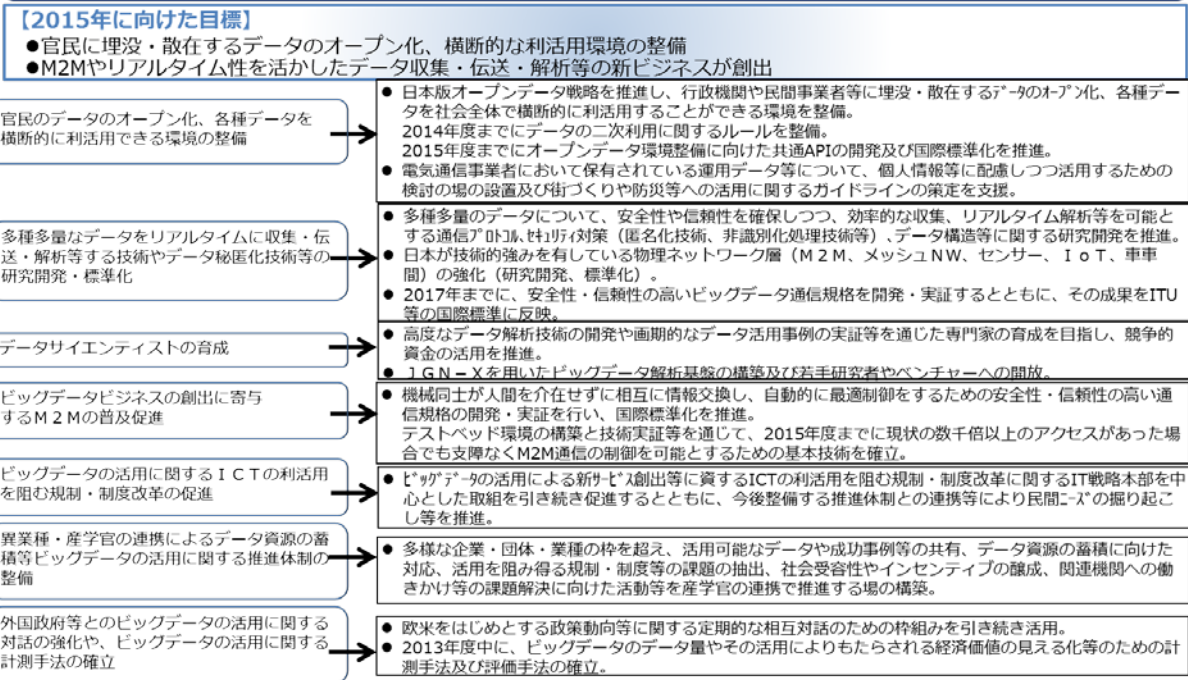 【2015年に向けた目標】
●官民に埋没・散在するデータのオープン化、横断的な利活用環境の整備
●M2Mやリアルタイム性を活かしたデータ収集・伝送・解析等の新ビジネスが創出
官民のデータのオープン化、各種データを
横断的に利活用できる環境の整備
● 日本版オープンデータ戦略を推進し、行政機関や民間事業者等に埋没・散在するﾃﾞｰﾀのｵｰﾌﾟﾝ化、各種デー
タを社会全体で横断的に利活用することができる環境を整備。
2014年度までにデータの二次利用に関するルールを整備。
2015年度までにオープンデータ環境整備に向けた共通APIの開発及び国際標準化を推進。
● 電気通信事業者において保有されている運用データ等について、個人情報等に配慮しつつ活用するための
検討の場の設置及び街づくりや防災等への活用に関するガイドラインの策定を支援。
多種多量なデータをリアルタイムに収集・伝
送・解析等する技術やデータ秘匿化技術等の
研究開発・標準化
● 多種多量のデータについて、安全性や信頼性を確保しつつ、効率的な収集、リアルタイム解析等を可能と
する通信ﾌﾟﾛﾄｺﾙ、ｾｷｭﾘﾃｨ対策（匿名化技術、非識別化処理技術等）、データ構造等に関する研究開発を推進。
● 日本が技術的強みを有している物理ネットワーク層（Ｍ２Ｍ、メッシュNW、センサー、ＩｏＴ、車車
間）の強化（研究開発、標準化）。
● 2017年までに、安全性・信頼性の高いビッグデータ通信規格を開発・実証するとともに、その成果をITU
等の国際標準に反映。
データサイエンティストの育成
● 高度なデータ解析技術の開発や画期的なデータ活用事例の実証等を通じた専門家の育成を目指し、競争的
資金の活用を推進。
● ＪＧＮ－Ｘを用いたビッグデータ解析基盤の構築及び若手研究者やベンチャーへの開放。
ビッグデータビジネスの創出に寄与
するＭ２Ｍの普及促進
● 機械同士が人間を介在せずに相互に情報交換し、自動的に最適制御をするための安全性・信頼性の高い通
信規格の開発・実証を行い、国際標準化を推進。
テストベッド環境の構築と技術実証等を通じて、2015年度までに現状の数千倍以上のアクセスがあった場
合でも支障なくM2M通信の制御を可能とするための基本技術を確立。
ビッグデータの活用に関するＩＣＴの利活用
を阻む規制・制度改革の促進
● ﾋﾞｯｸﾞﾃﾞｰﾀの活用による新ｻｰﾋﾞｽ創出等に資するICTの利活用を阻む規制・制度改革に関するIT戦略本部を中
心とした取組を引き続き促進するとともに、今後整備する推進体制との連携等により民間ﾆｰｽﾞの掘り起こ
し等を推進。
異業種・産学官の連携によるデータ資源の蓄
積等ビッグデータの活用に関する推進体制の
整備
● 多様な企業・団体・業種の枠を超え、活用可能なデータや成功事例等の共有、データ資源の蓄積に向けた
対応、活用を阻み得る規制・制度等の課題の抽出、社会受容性やインセンティブの醸成、関連機関への働
きかけ等の課題解決に向けた活動等を産学官の連携で推進する場の構築。
外国政府等とのビッグデータの活用に関する
対話の強化や、ビッグデータの活用に関する
計測手法の確立
● 欧米をはじめとする政策動向等に関する定期的な相互対話のための枠組みを引き続き活用。
● 2013年度中に、ビッグデータのデータ量やその活用によりもたらされる経済価値の見える化等のための計
測手法及び評価手法の確立。